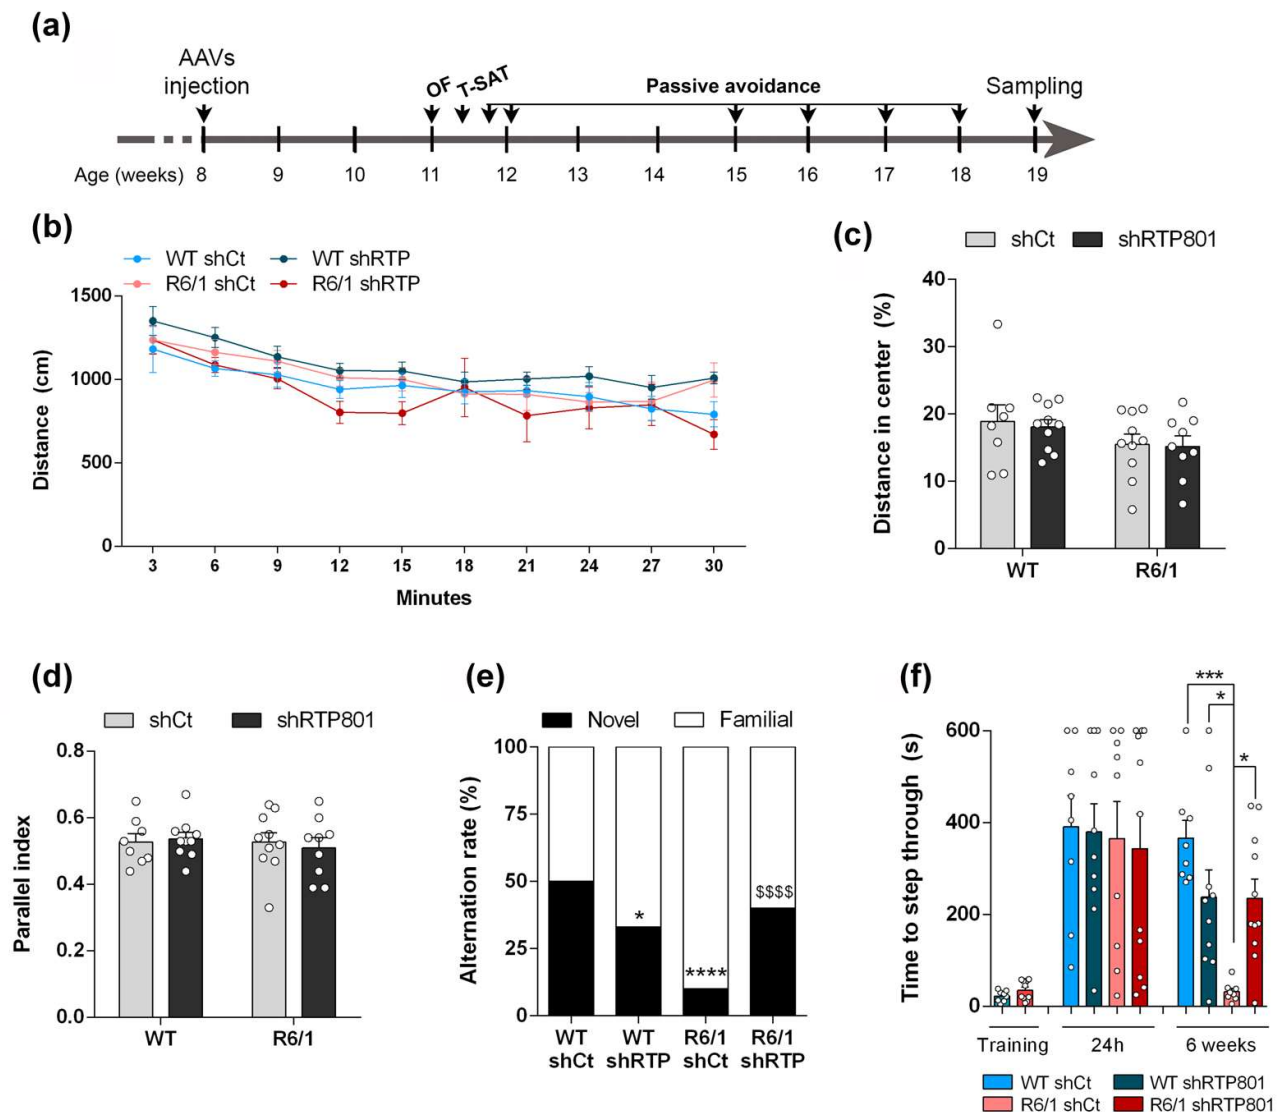 (a)
AAVs
injection
OF
T-SAT
Passive avoidance
Sampling
Age (weeks) 8 9 10 11 12 13 14 15 16 17 18 19
(b)
WT shCt
WT shRTP
R6/1 shCt
R6/1 shRTP
Distance (cm)
1500
1000
500
0
3 6 9 12 15 18 21 24 27 30
Minutes
(c)
shCt
shRTP801
Distance in center (%)
40
30
20
10
0
WT R6/1
(d)
shCt
shRTP801
Parallel index
0.8
0.6
0.4
0.2
0.0
WT R6/1
(e)
Novel
Familial
Alternation rate (%)
100
75
50
25
0
*
****
$$$$
WT WT R6/1 R6/1
shCt shRTP shCt shRTP
(f)
***
*
*
Time to step through (s)
600
400
200
0
Training 24h 6 weeks
WT shCt
WT shRTP801
R6/1 shCt
R6/1 shRTP801